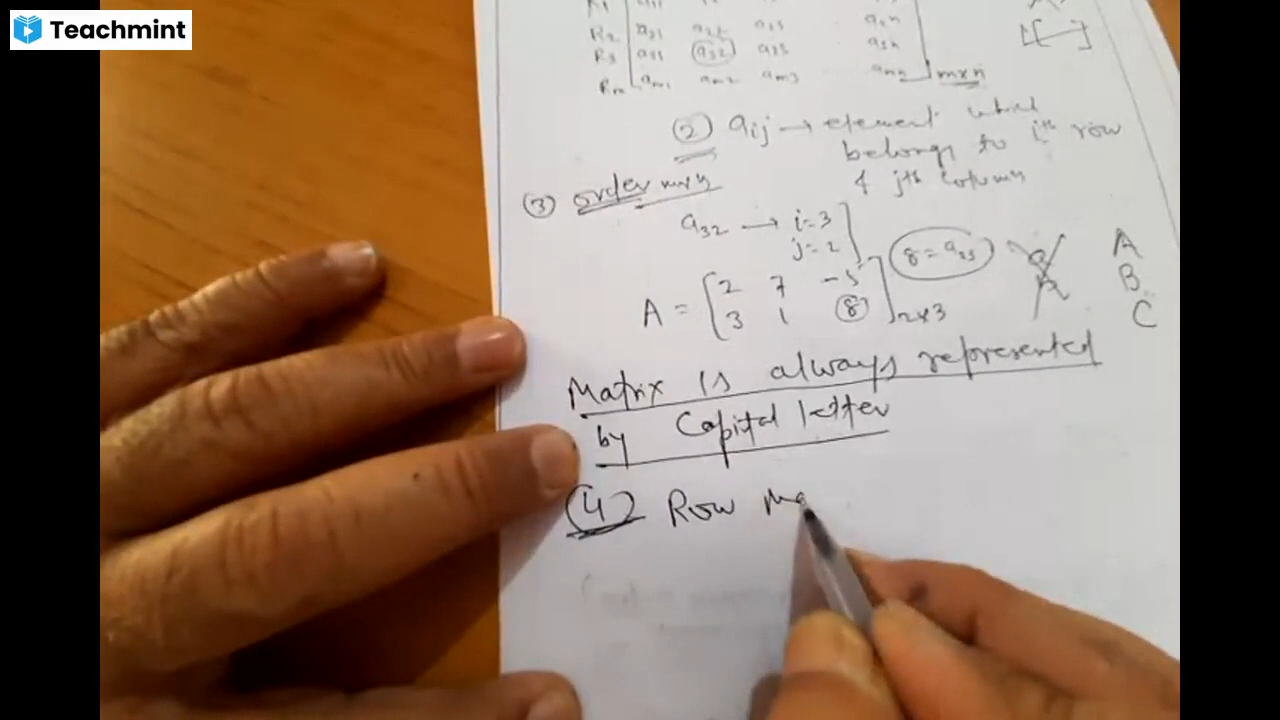 Teachmint
R2 a21 a22 a23 a2n
R3 a31 a32 a33 a3n
Rm am1 am2 am3 amn m×n
② aij → element which
belongs to ith row
& jth column
③ order m×n
a32 → i=3
j=2
8 = a23
A = [ 2 7 -5
3 1 8 ] 2×3
A
B
C
Matrix is always represented
by Capital letter
④ Row Ma